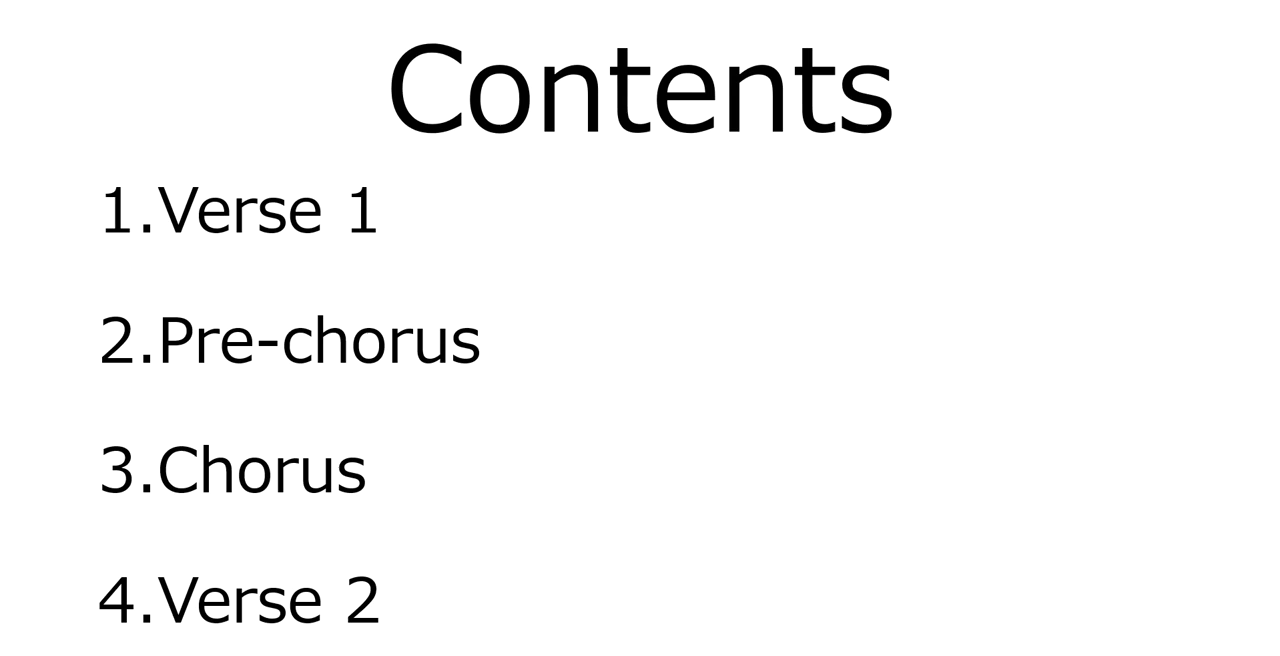 Contents
1.Verse 1
2.Pre-chorus
3.Chorus
4.Verse 2